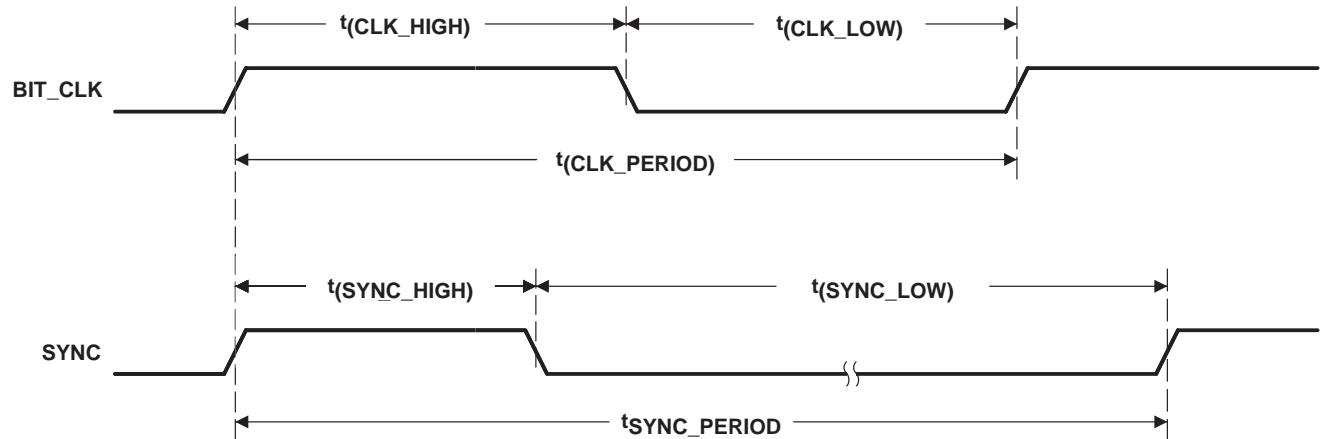 t(CLK_HIGH)
t(CLK_LOW)
BIT_CLK
t(CLK_PERIOD)
t(SYNC_HIGH)
t(SYNC_LOW)
SYNC
tSYNC_PERIOD